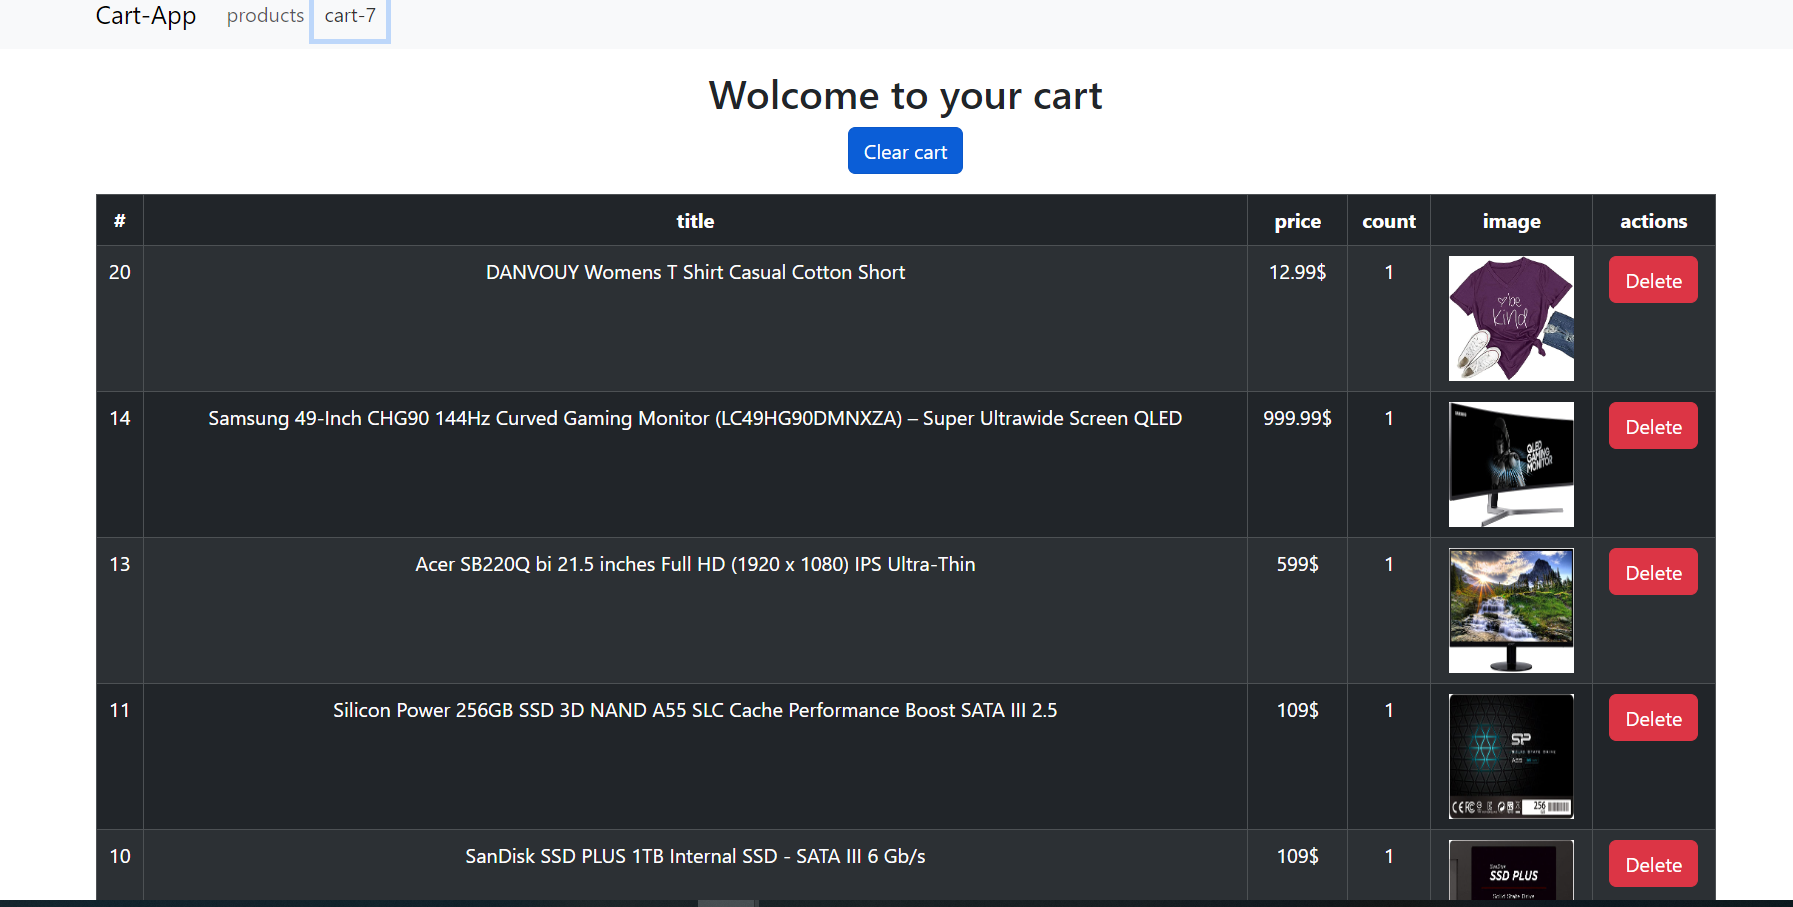 Cart-App products cart-7
Wolcome to your cart
Clear cart
# title price count image actions
20 DANVOUY Womens T Shirt Casual Cotton Short 12.99$ 1 Delete
be
kind
14 Samsung 49-Inch CHG90 144Hz Curved Gaming Monitor (LC49HG90DMNXZA) – Super Ultrawide Screen QLED 999.99$ 1 Delete
QLED
GAMING
MONITOR
13 Acer SB220Q bi 21.5 inches Full HD (1920 x 1080) IPS Ultra-Thin 599$ 1 Delete
11 Silicon Power 256GB SSD 3D NAND A55 SLC Cache Performance Boost SATA III 2.5 109$ 1 Delete
SP
256
10 SanDisk SSD PLUS 1TB Internal SSD - SATA III 6 Gb/s 109$ 1 Delete
SanDisk
SSD PLUS
Solid State Drive